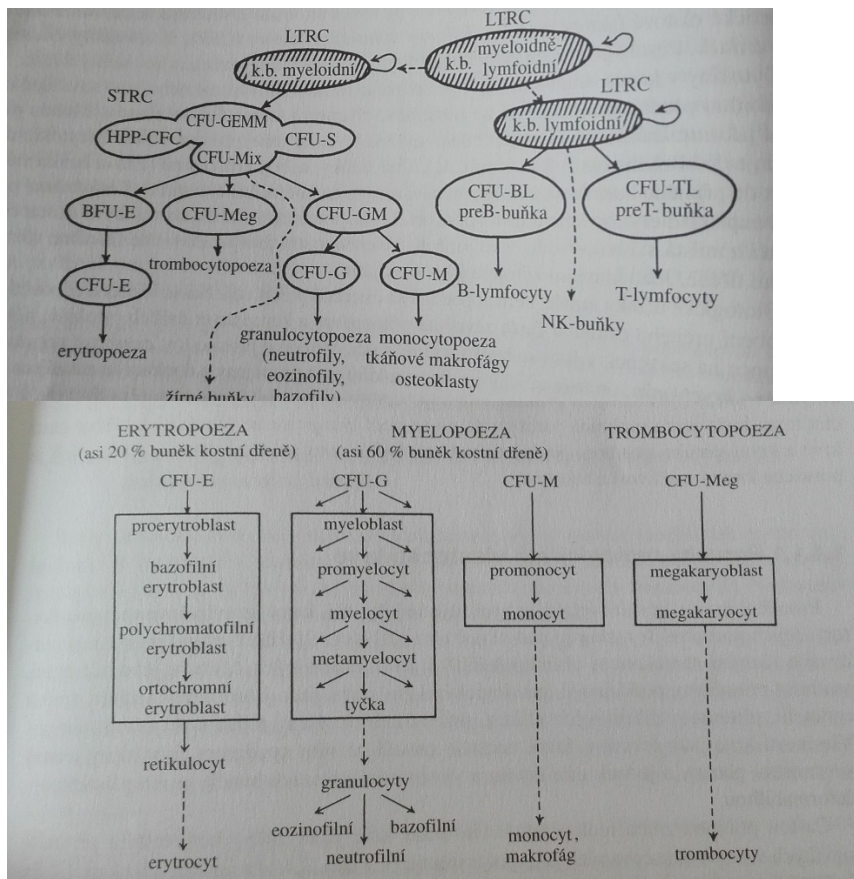 LTRC
LTRC
k.b. myeloidní
myeloidně-
k.b.
lymfoidní
LTRC
k.b. lymfoidní
STRC
CFU-GEMM
HPP-CFC
CFU-S
CFU-Mix
BFU-E
CFU-Meg
CFU-GM
CFU-BL
preB-buňka
CFU-TL
preT-buňka
trombocytopoeza
CFU-E
CFU-G
CFU-M
B-lymfocyty
T-lymfocyty
NK-buňky
erytropoeza
granulocytopoeza
(neutrofily,
eozinofily,
bazofily)
monocytopoeza
tkáňové makrofágy
osteoklasty
žírné buňky
ERYTROPOEZA
(asi 20 % buněk kostní dřeně)
CFU-E
proerytroblast
bazofilní
erytroblast
polychromatofilní
erytroblast
ortochromní
erytroblast
retikulocyt
erytrocyt
MYELOPOEZA
(asi 60 % buněk kostní dřeně)
CFU-G
myeloblast
promyelocyt
myelocyt
metamyelocyt
tyčka
granulocyty
eozinofilní
bazofilní
neutrofilní
CFU-M
promonocyt
monocyt
monocyt,
makrofág
TROMBOCYTOPOEZA
CFU-Meg
megakaryoblast
megakaryocyt
trombocyty